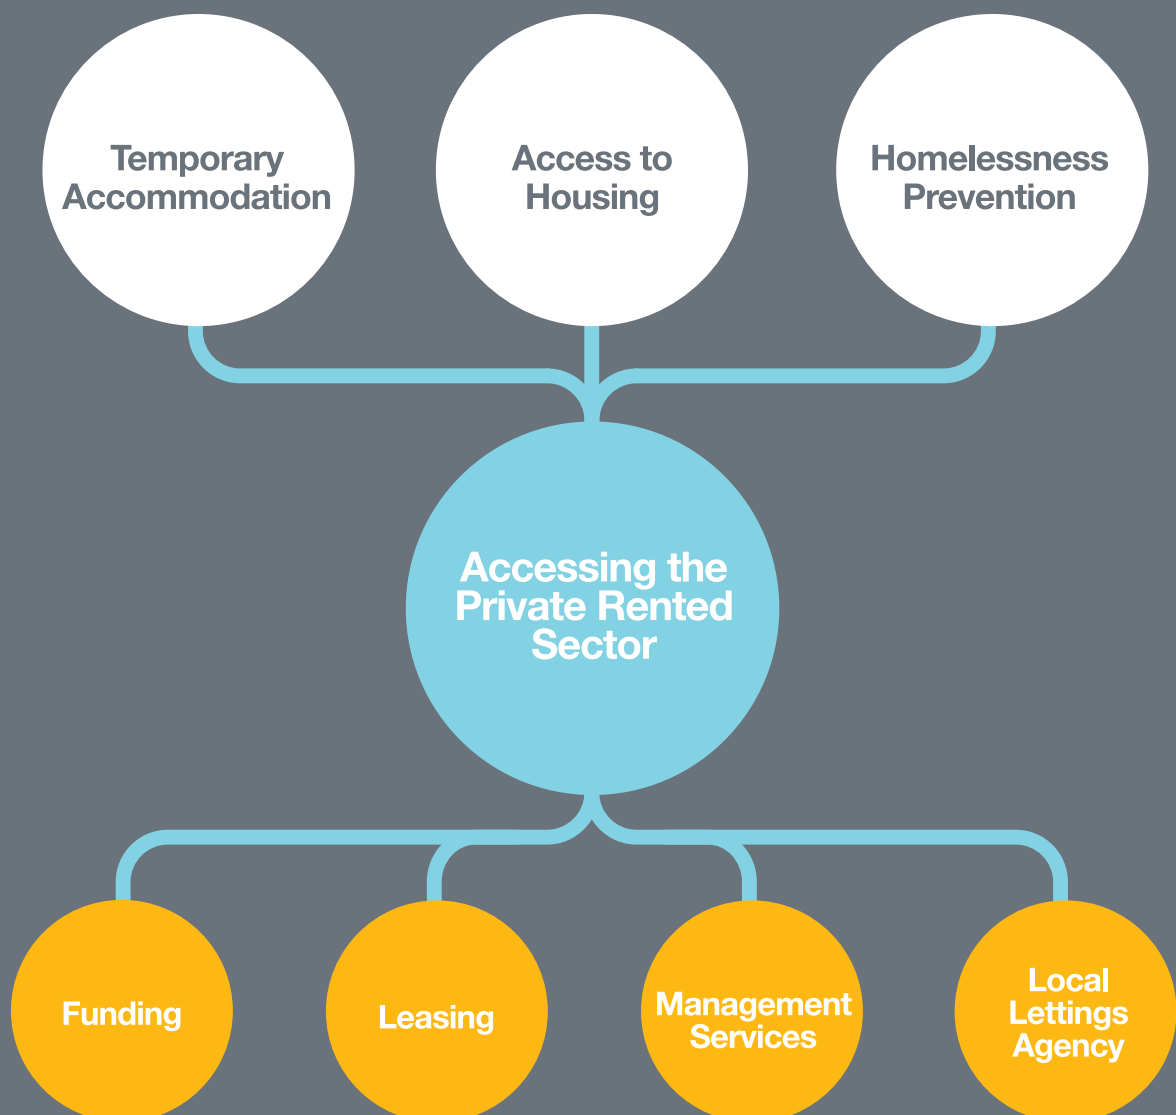 Temporary
Accommodation
Access to
Housing
Homelessness
Prevention
Accessing the
Private Rented
Sector
Funding
Leasing
Management
Services
Local
Lettings
Agency